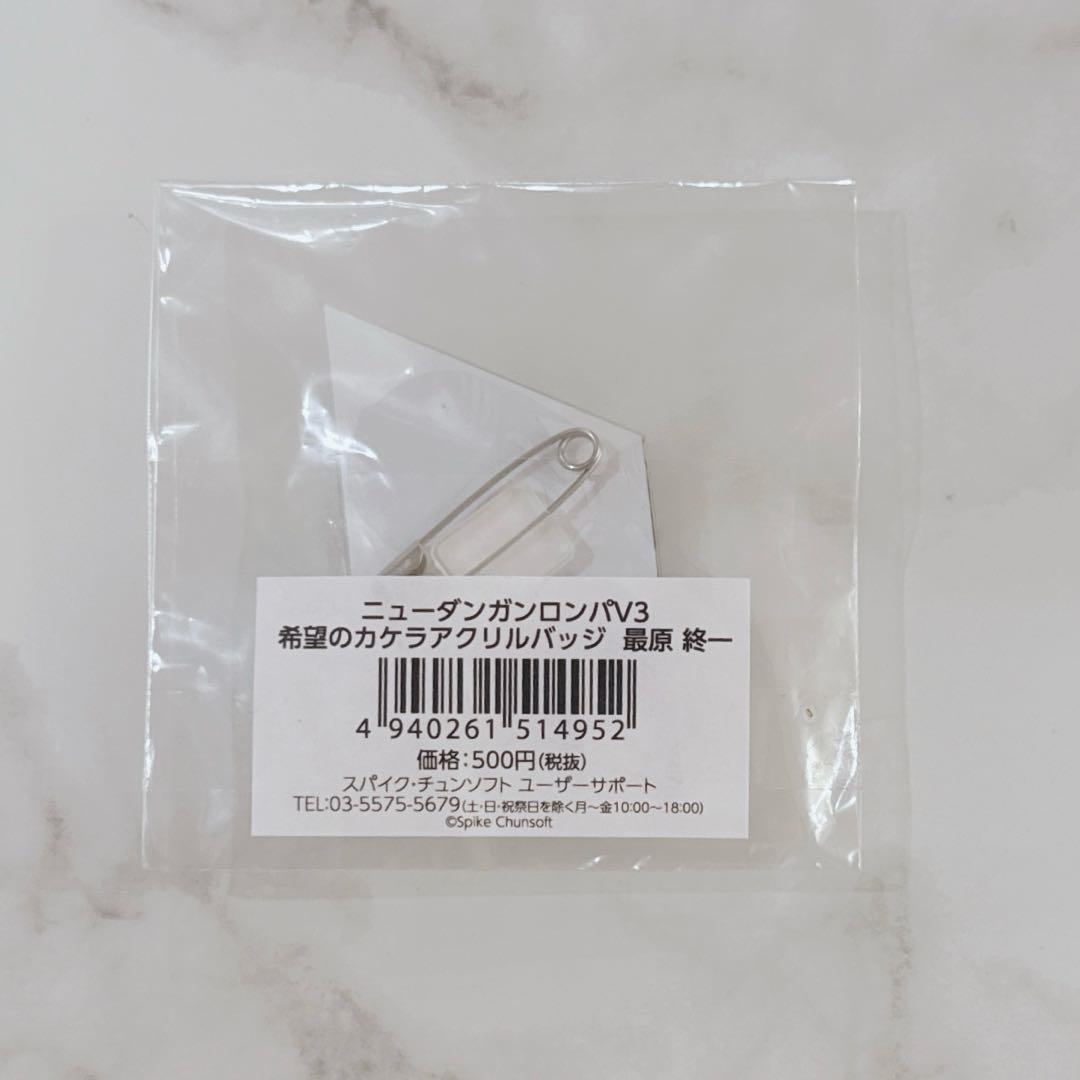 ニューダンガンロンパV3
希望のカケラアクリルバッジ 最原 終一
4 940261 514952
価格:500円(税抜)
スパイク・チュンソフト ユーザーサポート
TEL:03-5575-5679(土・日・祝祭日を除く月～金10:00～18:00)
©Spike Chunsoft